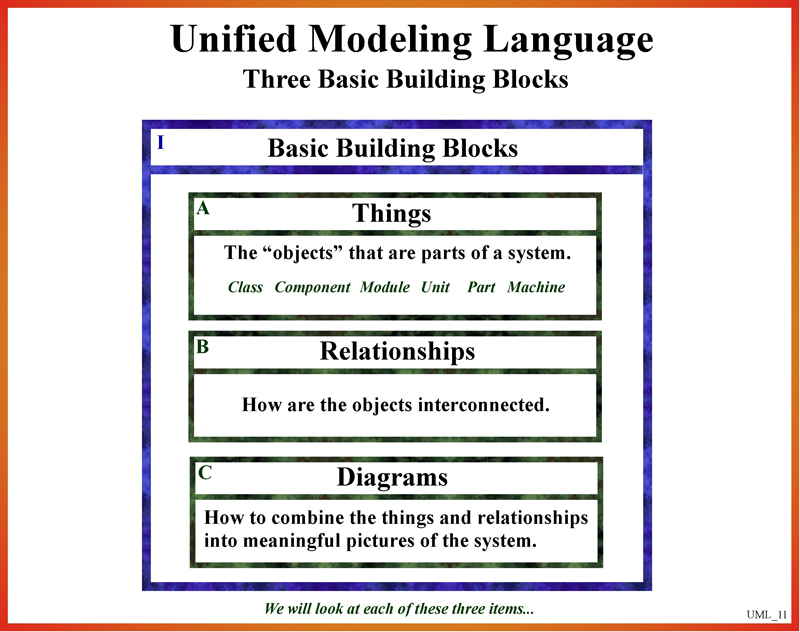 Unified Modeling Language
Three Basic Building Blocks
I
Basic Building Blocks
A
Things
The “objects” that are parts of a system.
Class Component Module Unit Part Machine
B
Relationships
How are the objects interconnected.
C
Diagrams
How to combine the things and relationships
into meaningful pictures of the system.
We will look at each of these three items...
UML_11